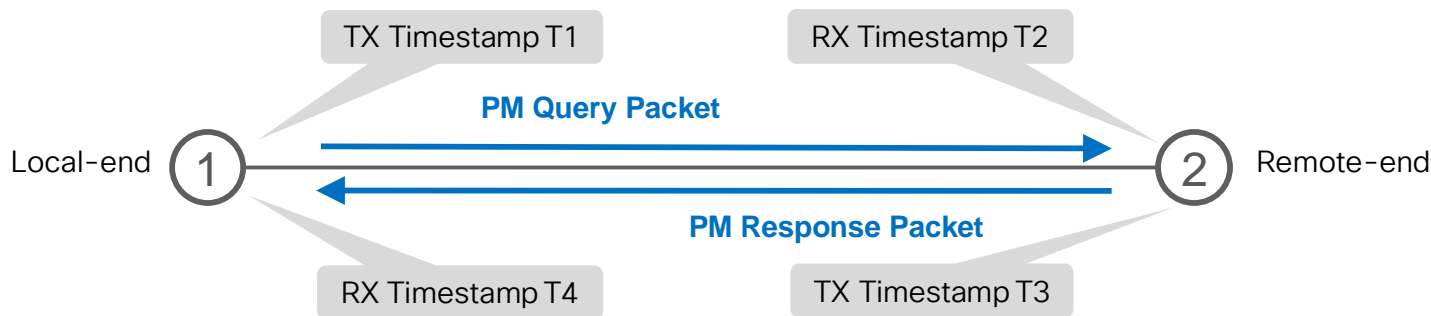 TX Timestamp T1
RX Timestamp T2
PM Query Packet
Local-end
1
2
Remote-end
PM Response Packet
RX Timestamp T4
TX Timestamp T3